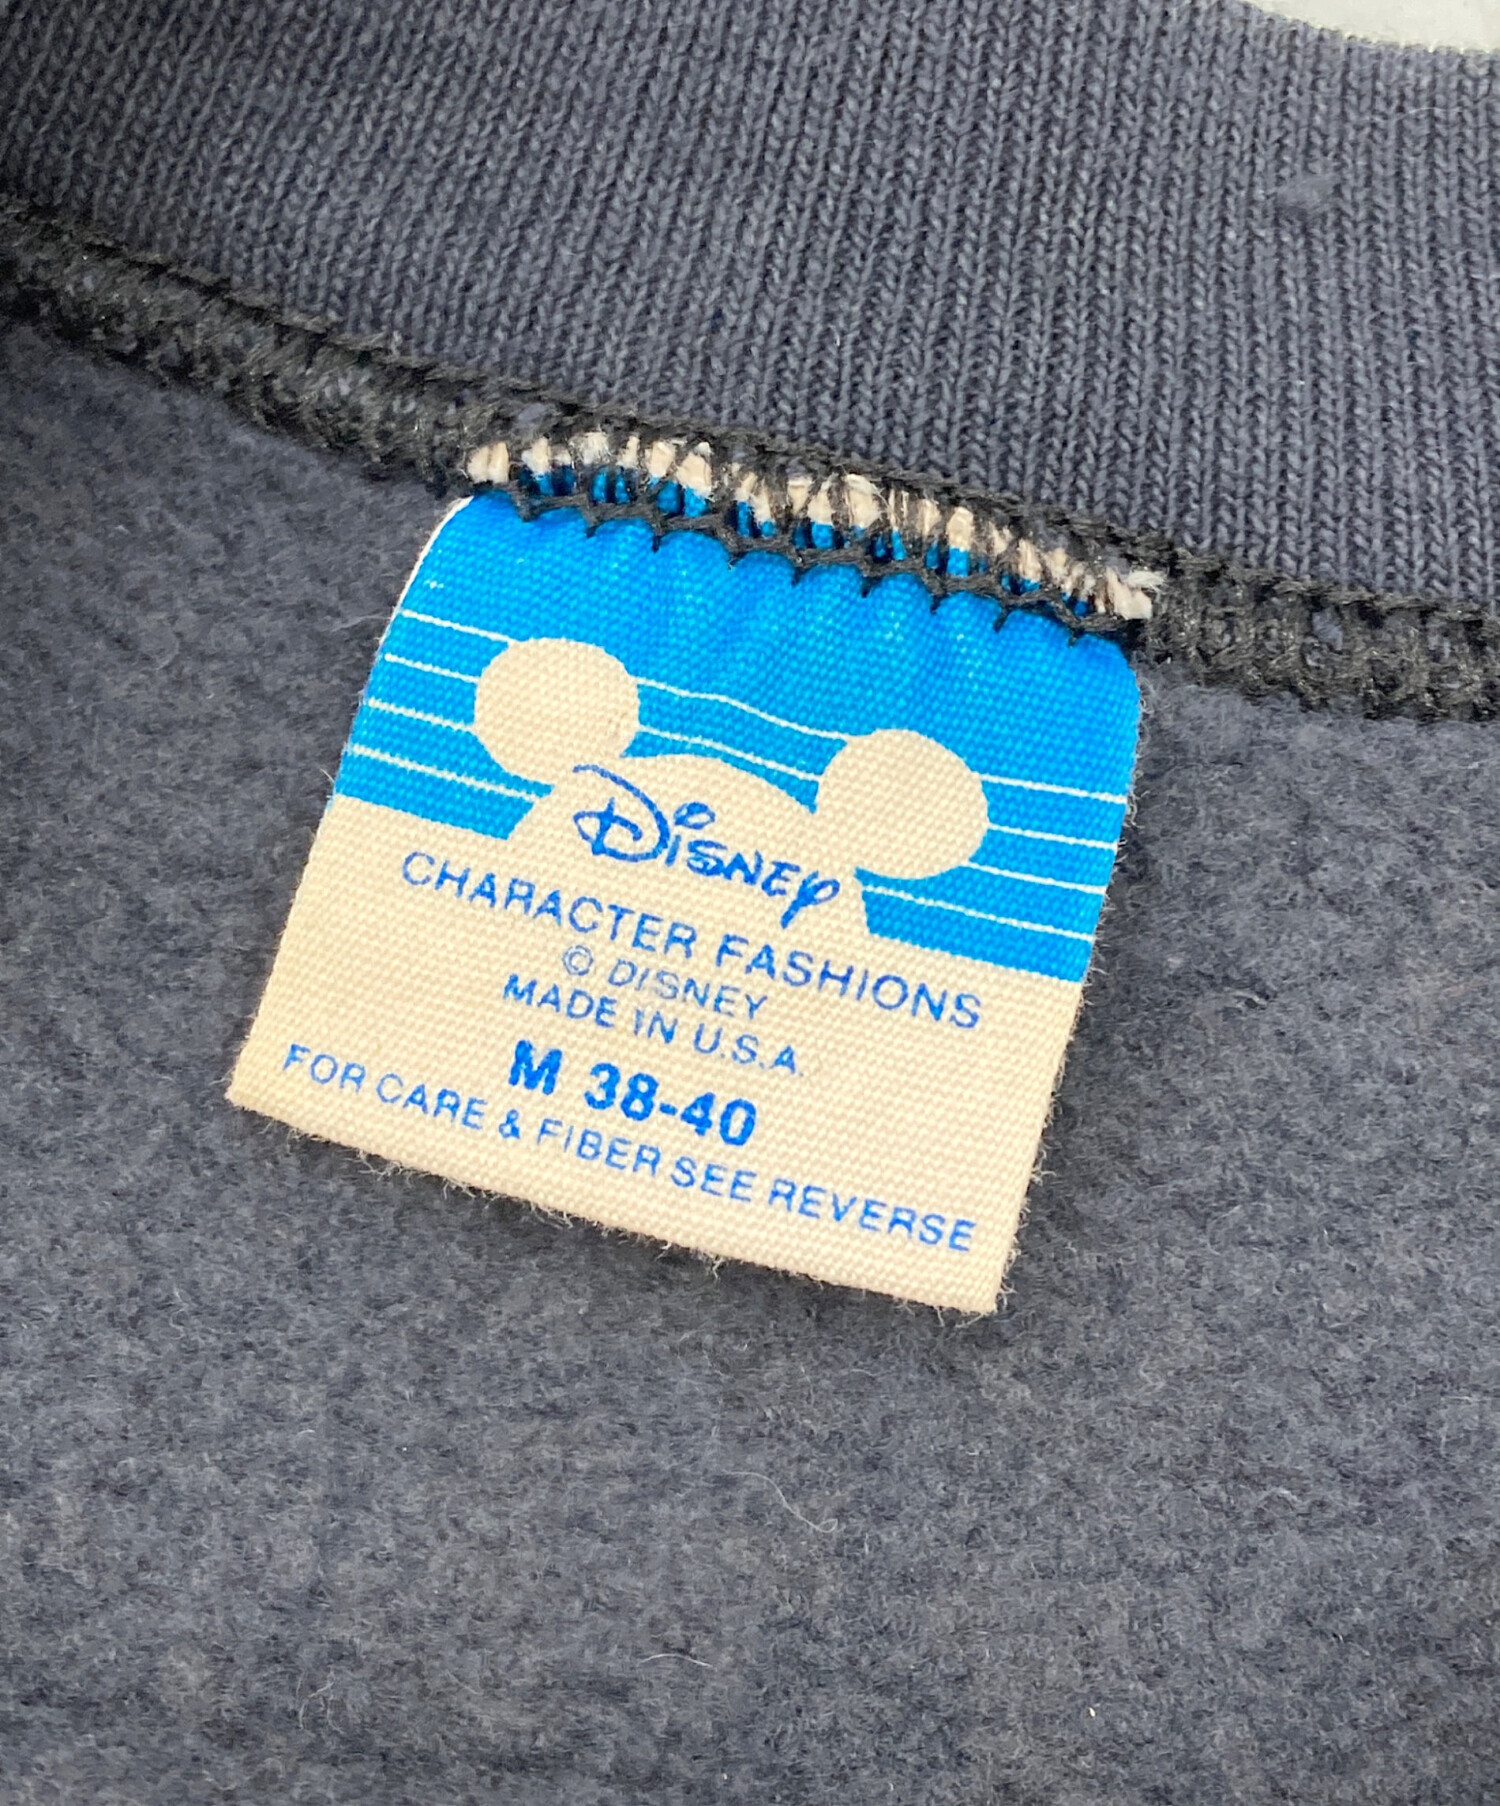 Disney
CHARACTER FASHIONS
© DISNEY
MADE IN U.S.A.
M 38-40
FOR CARE & FIBER SEE REVERSE